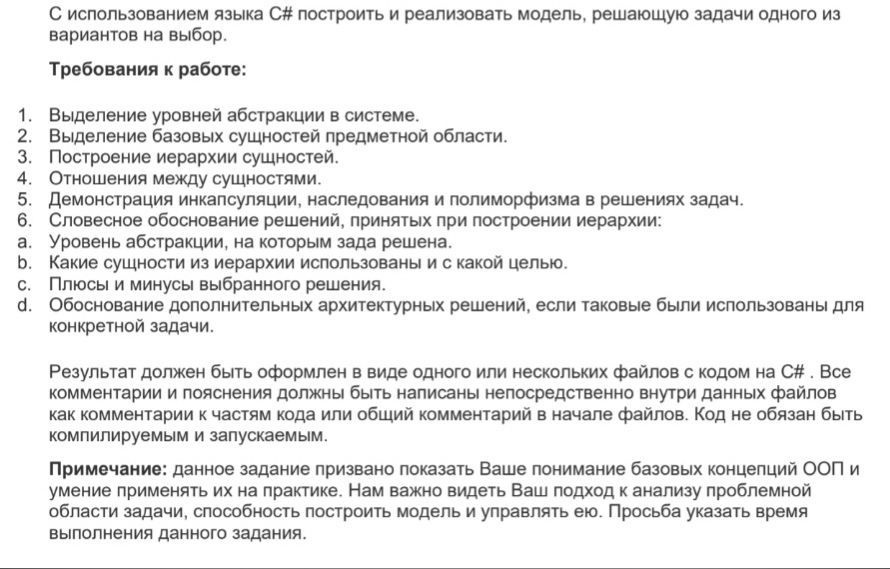 С использованием языка C# построить и реализовать модель, решающую задачи одного из
вариантов на выбор.
Требования к работе:
1. Выделение уровней абстракции в системе.
2. Выделение базовых сущностей предметной области.
3. Построение иерархии сущностей.
4. Отношения между сущностями.
5. Демонстрация инкапсуляции, наследования и полиморфизма в решениях задач.
6. Словесное обоснование решений, принятых при построении иерархии:
a. Уровень абстракции, на которым зада решена.
b. Какие сущности из иерархии использованы и с какой целью.
c. Плюсы и минусы выбранного решения.
d. Обоснование дополнительных архитектурных решений, если таковые были использованы для
конкретной задачи.
Результат должен быть оформлен в виде одного или нескольких файлов с кодом на C# . Все
комментарии и пояснения должны быть написаны непосредственно внутри данных файлов
как комментарии к частям кода или общий комментарий в начале файлов. Код не обязан быть
компилируемым и запускаемым.
Примечание: данное задание призвано показать Ваше понимание базовых концепций ООП и
умение применять их на практике. Нам важно видеть Ваш подход к анализу проблемной
области задачи, способность построить модель и управлять ею. Просьба указать время
выполнения данного задания.